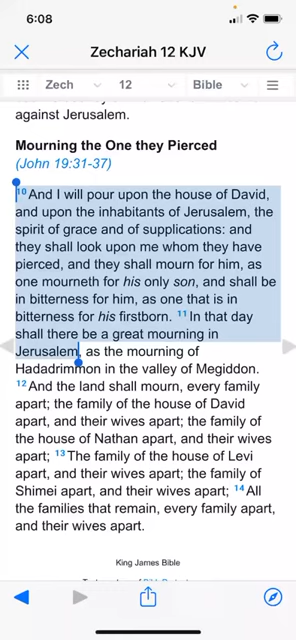 6:08
Zechariah 12 KJV
Zech 12 Bible
against Jerusalem.
Mourning the One they Pierced
(John 19:31-37)
10 And I will pour upon the house of David,
and upon the inhabitants of Jerusalem, the
spirit of grace and of supplications: and
they shall look upon me whom they have
pierced, and they shall mourn for him, as
one mourneth for his only son, and shall be
in bitterness for him, as one that is in
bitterness for his firstborn. 11 In that day
shall there be a great mourning in
Jerusalem, as the mourning of
Hadadrimmon in the valley of Megiddon.
12 And the land shall mourn, every family
apart; the family of the house of David
apart, and their wives apart; the family of
the house of Nathan apart, and their wives
apart; 13 The family of the house of Levi
apart, and their wives apart; the family of
Shimei apart, and their wives apart; 14 All
the families that remain, every family apart,
and their wives apart.
King James Bible